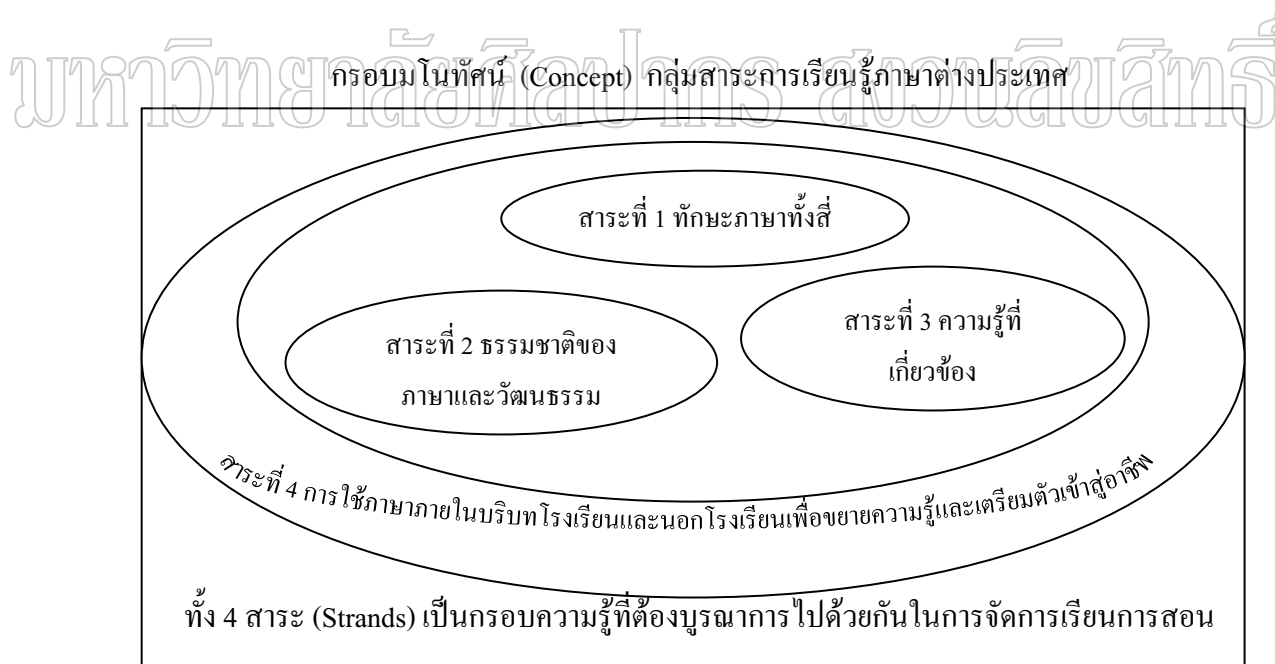 มหาวิทยาลัยศิลปากร สงวนลิขสิทธิ์
กรอบมโนทัศน์ (Concept) กลุ่มสาระการเรียนรู้ภาษาต่างประเทศ
สาระที่ 1 ทักษะภาษาทั้งสี่
สาระที่ 2 ธรรมชาติของ
ภาษาและวัฒนธรรม
สาระที่ 3 ความรู้ที่
เกี่ยวข้อง
สาระที่ 4 การใช้ภาษาภายในบริบทโรงเรียนและนอกโรงเรียนเพื่อขยายความรู้และเตรียมตัวเข้าสู่อาชีพ
ทั้ง 4 สาระ (Strands) เป็นกรอบความรู้ที่ต้องบูรณาการไปด้วยกันในการจัดการเรียนการสอน